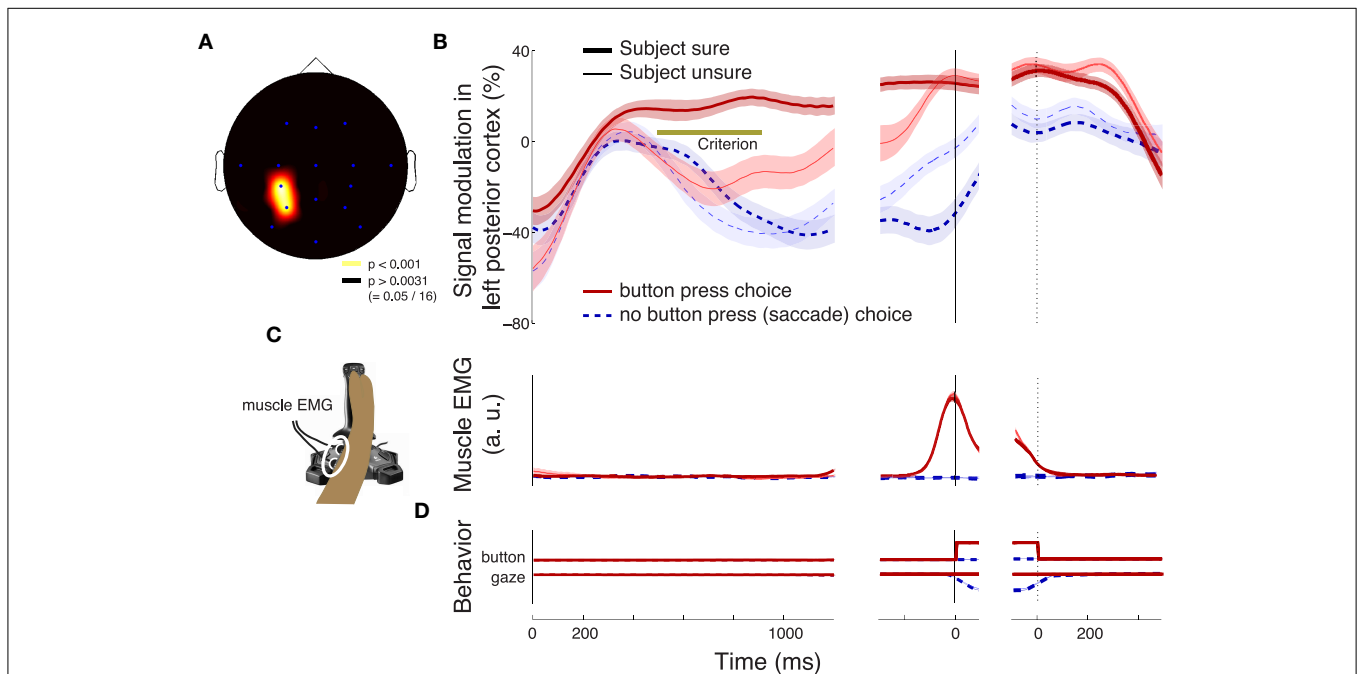 A
p < 0.001
p > 0.0031
(= 0.05 / 16)
B
Signal modulation in
left posterior cortex (%)
40
0
−40
−80
Subject sure
Subject unsure
Criterion
button press choice
no button press (saccade) choice
C
muscle EMG
Muscle EMG
(a. u.)
D
Behavior
button
gaze
0
200
1000
0
0
Time (ms)